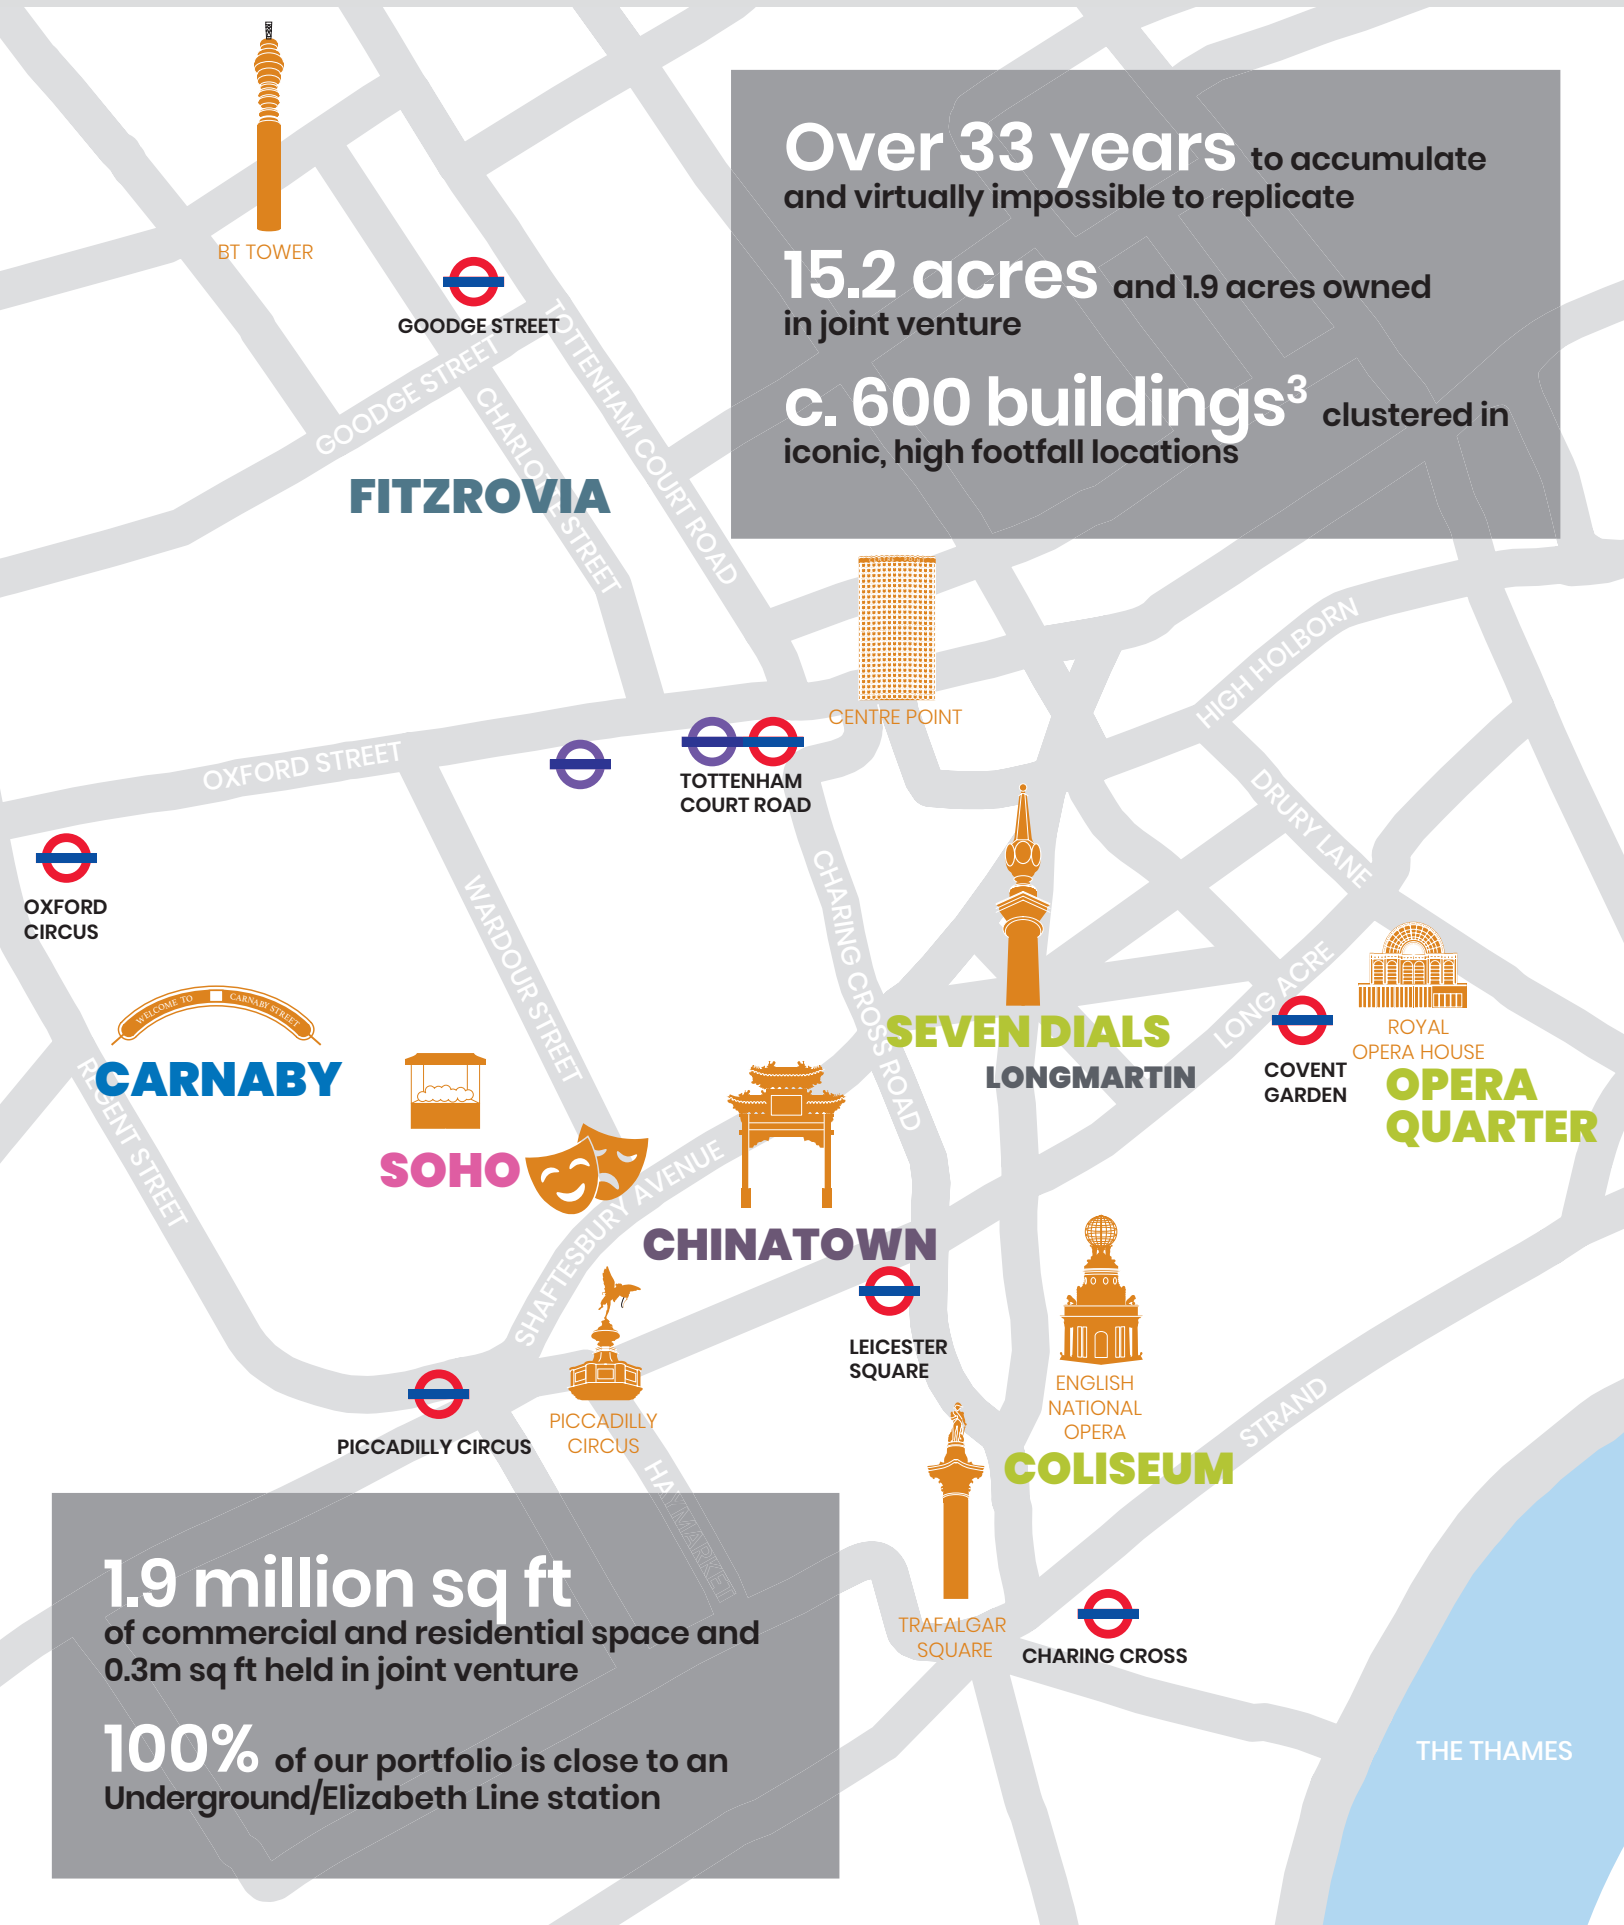 BT TOWER
Over 33 years to accumulate
and virtually impossible to replicate
15.2 acres and 1.9 acres owned
in joint venture
c. 600 buildings³ clustered in
iconic, high footfall locations
GOODGE STREET
GOODGE STREET
TOTTENHAM COURT ROAD
CHARLOTTE STREET
FITZROVIA
CENTRE POINT
HIGH HOLBORN
OXFORD STREET
TOTTENHAM
COURT ROAD
DRURY LANE
OXFORD
CIRCUS
WARDOUR STREET
CHARING CROSS ROAD
WELCOME TO CARNABY STREET
CARNABY
REGENT STREET
SEVEN DIALS
LONGMARTIN
LONG ACRE
COVENT
GARDEN
ROYAL
OPERA HOUSE
OPERA
QUARTER
SOHO
SHAFTESBURY AVENUE
CHINATOWN
LEICESTER
SQUARE
ENGLISH
NATIONAL
OPERA
COLISEUM
STRAND
PICCADILLY CIRCUS
PICCADILLY
CIRCUS
HAYMARKET
TRAFALGAR
SQUARE
CHARING CROSS
1.9 million sq ft
of commercial and residential space and
0.3m sq ft held in joint venture
100% of our portfolio is close to an
Underground/Elizabeth Line station
THE THAMES